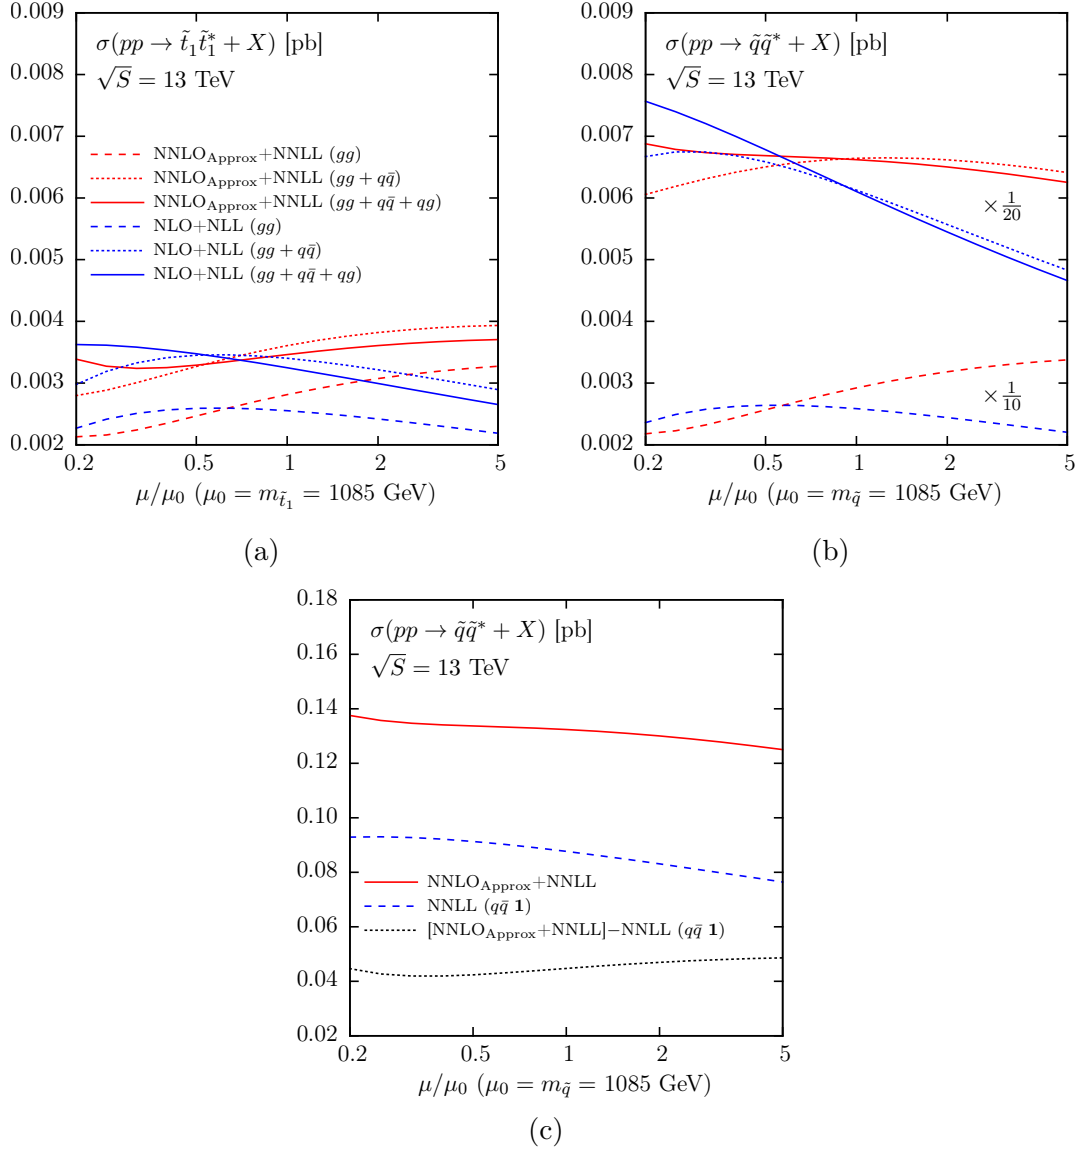 σ(pp → t̃₁t̃₁* + X) [pb]
√S = 13 TeV
0.009
0.008
0.007
0.006
0.005
0.004
0.003
0.002
NNLO_Approx+NNLL (gg)
NNLO_Approx+NNLL (gg + qq̄)
NNLO_Approx+NNLL (gg + qq̄ + qg)
NLO+NLL (gg)
NLO+NLL (gg + qq̄)
NLO+NLL (gg + qq̄ + qg)
0.2 0.5 1 2 5
μ/μ₀ (μ₀ = m_t̃₁ = 1085 GeV)
(a)
σ(pp → q̃q̃* + X) [pb]
√S = 13 TeV
0.009
0.008
0.007
0.006
0.005
0.004
0.003
0.002
× 1/20
× 1/10
0.2 0.5 1 2 5
μ/μ₀ (μ₀ = m_q̃ = 1085 GeV)
(b)
σ(pp → q̃q̃* + X) [pb]
√S = 13 TeV
0.18
0.16
0.14
0.12
0.10
0.08
0.06
0.04
0.02
NNLO_Approx+NNLL
NNLL (qq̄ 1)
[NNLO_Approx+NNLL]−NNLL (qq̄ 1)
0.2 0.5 1 2 5
μ/μ₀ (μ₀ = m_q̃ = 1085 GeV)
(c)